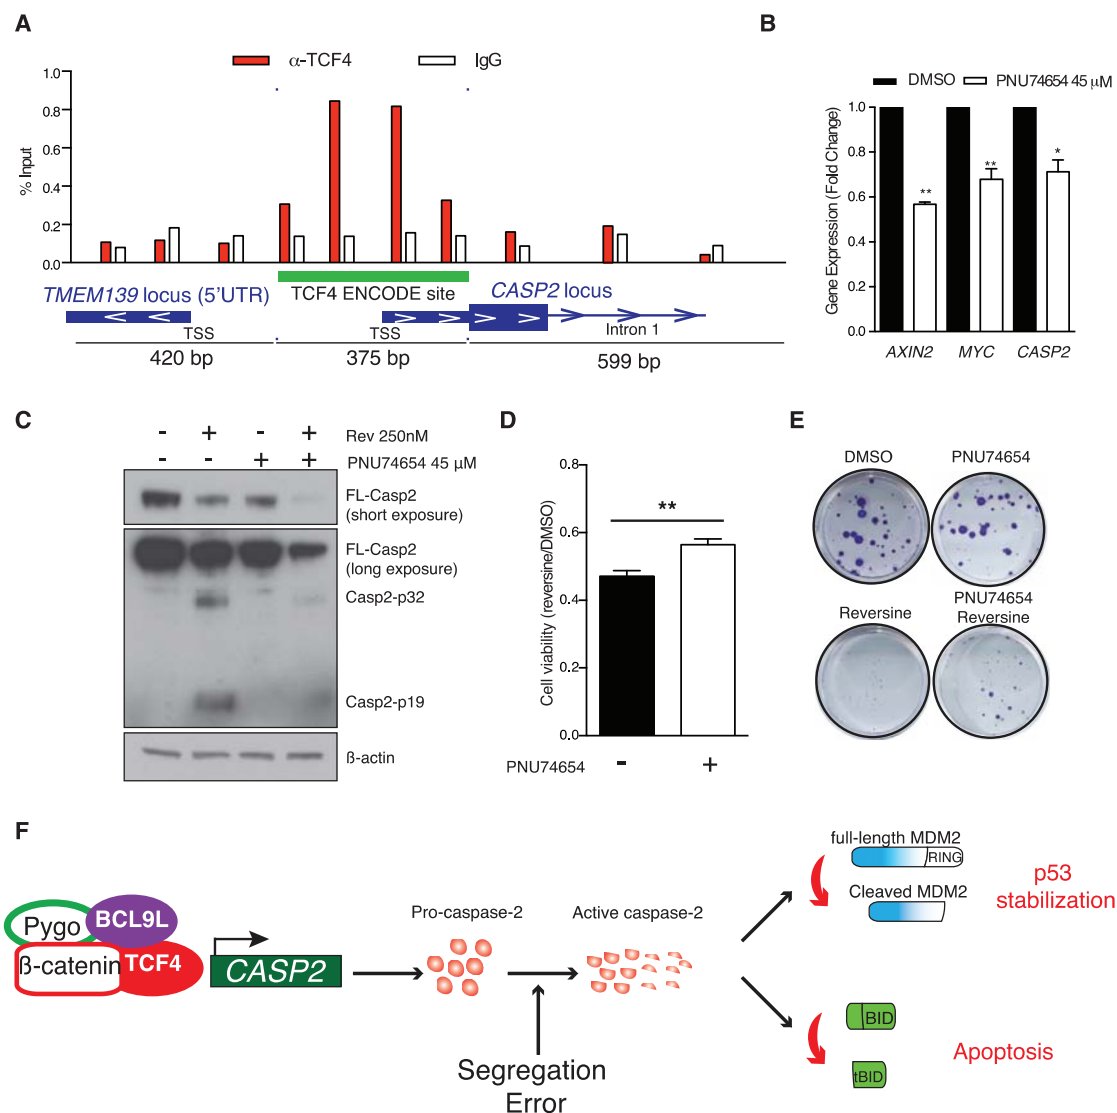 A
α-TCF4
IgG
% Input
1.0
0.8
0.6
0.4
0.2
0.0
TMEM139 locus (5'UTR)
TCF4 ENCODE site
CASP2 locus
TSS
TSS
Intron 1
420 bp
375 bp
599 bp
B
DMSO
PNU74654 45 µM
Gene Expression (Fold Change)
1.0
0.8
0.6
0.4
0.2
0.0
**
**
*
AXIN2
MYC
CASP2
C
- + - + Rev 250nM
- - + + PNU74654 45 µM
FL-Casp2
(short exposure)
FL-Casp2
(long exposure)
Casp2-p32
Casp2-p19
ß-actin
D
Cell viability (reversine/DMSO)
0.8
0.6
0.4
0.2
0.0
**
PNU74654 - +
E
DMSO
PNU74654
Reversine
PNU74654
Reversine
F
Pygo
BCL9L
ß-catenin
TCF4
CASP2
Pro-caspase-2
Active caspase-2
Segregation
Error
full-length MDM2
RING
Cleaved MDM2
p53
stabilization
BID
tBID
Apoptosis